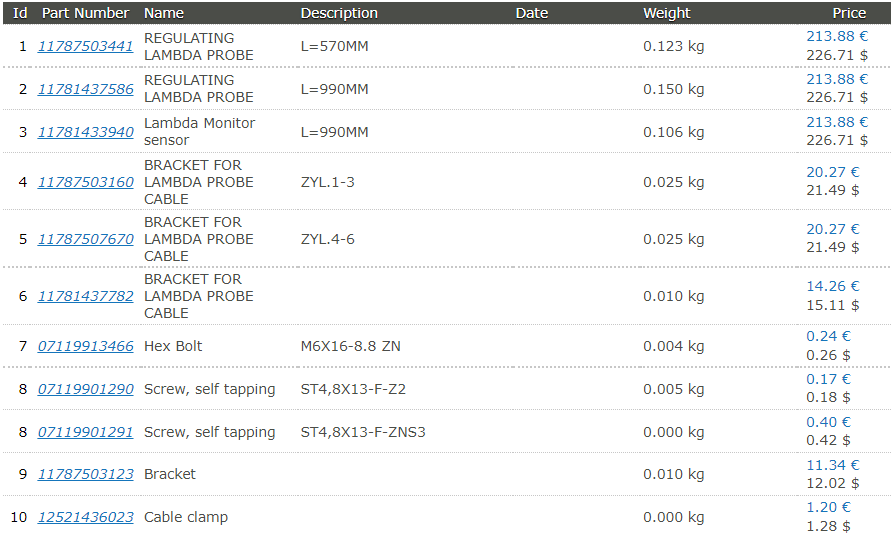 Id Part Number Name Description Date Weight Price
1 11787503441 REGULATING LAMBDA PROBE L=570MM 0.123 kg 213.88 € 226.71 $
2 11781437586 REGULATING LAMBDA PROBE L=990MM 0.150 kg 213.88 € 226.71 $
3 11781433940 Lambda Monitor sensor L=990MM 0.106 kg 213.88 € 226.71 $
4 11787503160 BRACKET FOR LAMBDA PROBE CABLE ZYL.1-3 0.025 kg 20.27 € 21.49 $
5 11787507670 BRACKET FOR LAMBDA PROBE CABLE ZYL.4-6 0.025 kg 20.27 € 21.49 $
6 11781437782 BRACKET FOR LAMBDA PROBE CABLE 0.010 kg 14.26 € 15.11 $
7 07119913466 Hex Bolt M6X16-8.8 ZN 0.004 kg 0.24 € 0.26 $
8 07119901290 Screw, self tapping ST4,8X13-F-Z2 0.005 kg 0.17 € 0.18 $
8 07119901291 Screw, self tapping ST4,8X13-F-ZNS3 0.000 kg 0.40 € 0.42 $
9 11787503123 Bracket 0.010 kg 11.34 € 12.02 $
10 12521436023 Cable clamp 0.000 kg 1.20 € 1.28 $